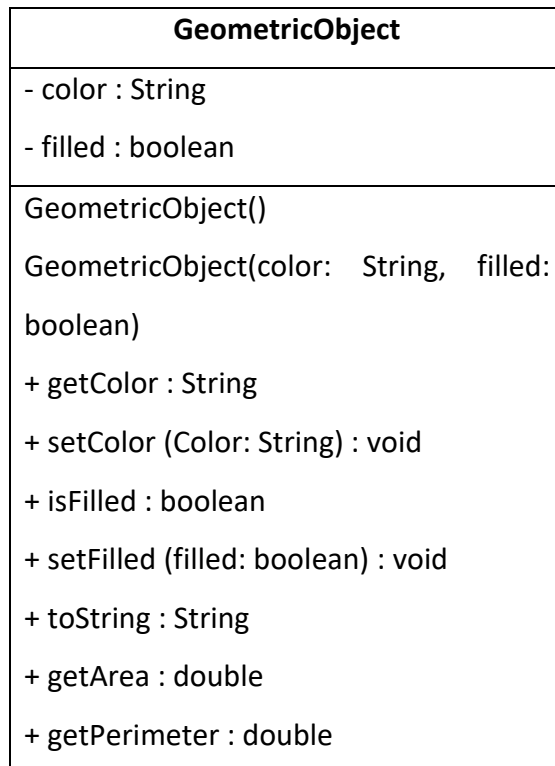 GeometricObject
- color : String
- filled : boolean
GeometricObject()
GeometricObject(color: String, filled:
boolean)
+ getColor : String
+ setColor (Color: String) : void
+ isFilled : boolean
+ setFilled (filled: boolean) : void
+ toString : String
+ getArea : double
+ getPerimeter : double